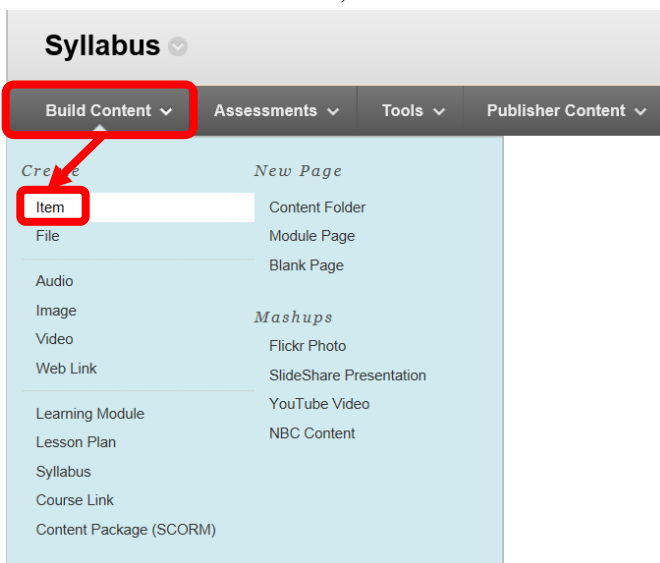 Syllabus
Build Content Assessments Tools Publisher Content
Create
Item
File
Audio
Image
Video
Web Link
Learning Module
Lesson Plan
Syllabus
Course Link
Content Package (SCORM)
New Page
Content Folder
Module Page
Blank Page
Mashups
Flickr Photo
SlideShare Presentation
YouTube Video
NBC Content